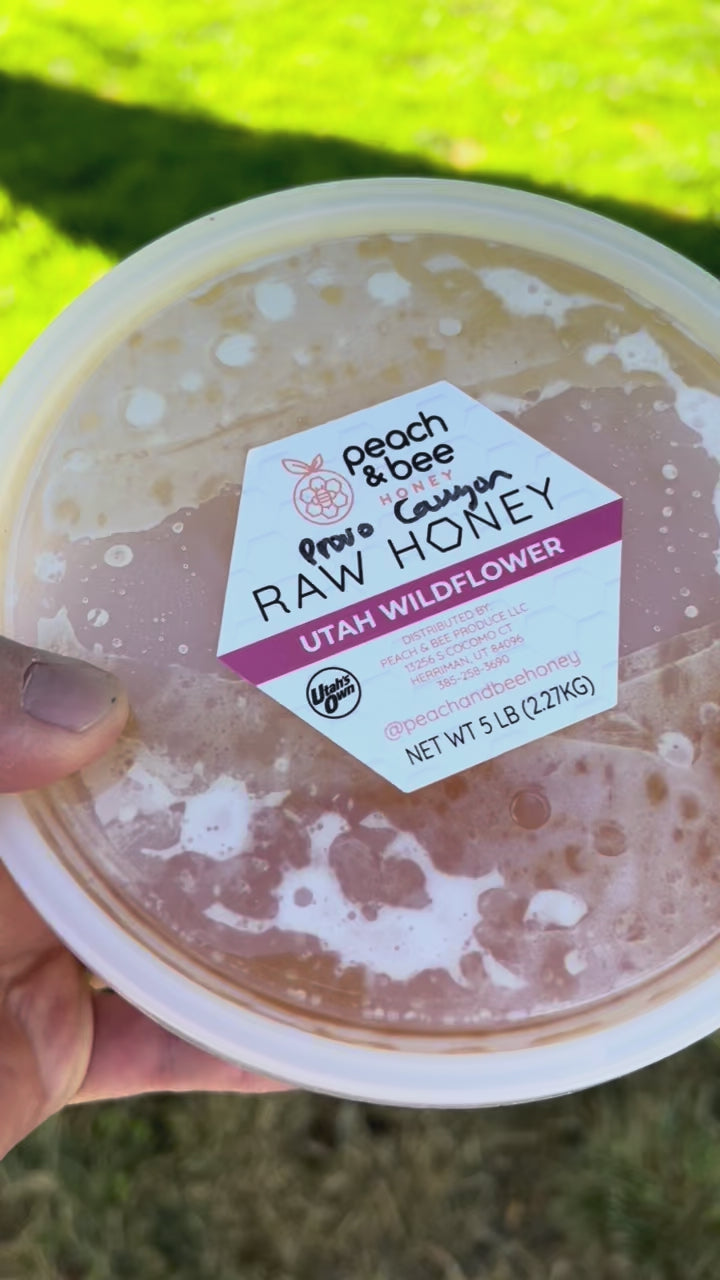 peach
& bee
HONEY
Provo Canyon
RAW HONEY
UTAH WILDFLOWER
DISTRIBUTED BY:
PEACH & BEE PRODUCE LLC
13256 S COCOMO CT
HERRIMAN, UT 84096
385-258-3690
Utah's
Own
@peachandbeehoney
NET WT 5 LB (2.27KG)